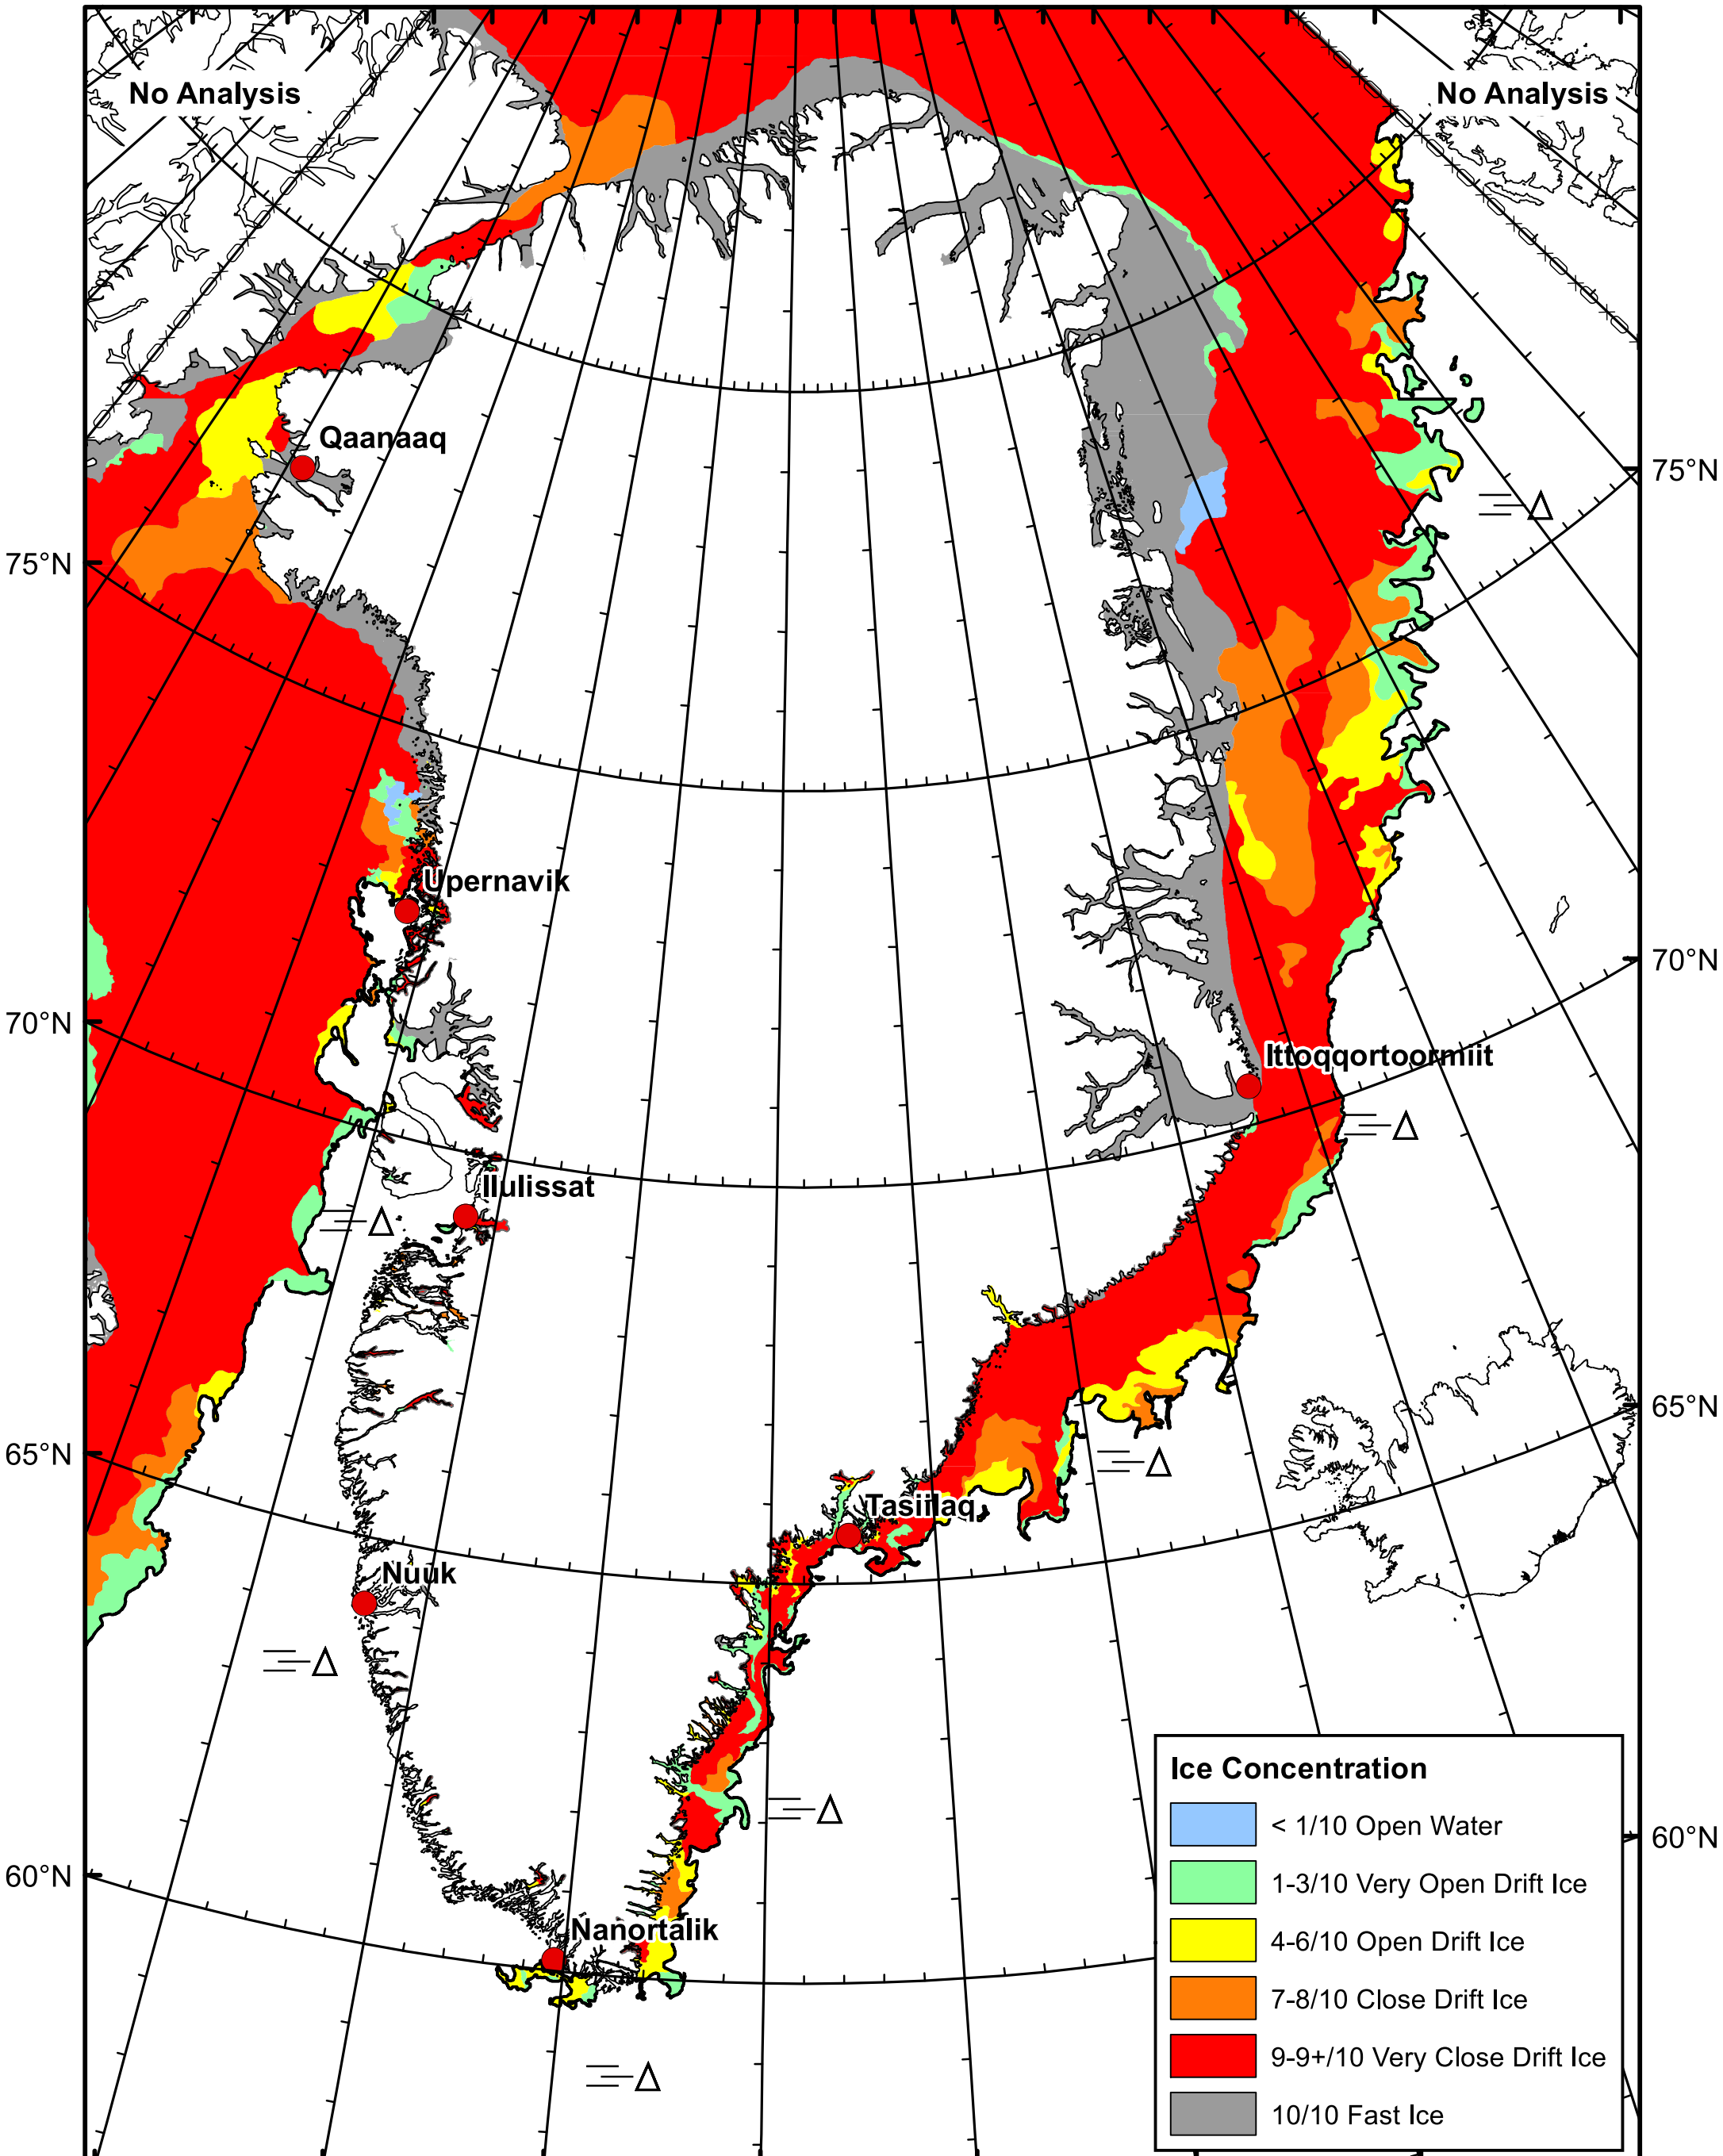 No Analysis
No Analysis
Qaanaaq
75°N
75°N
Upernavik
70°N
70°N
Ittoqqortoormiit
Ilulissat
65°N
65°N
Tasiilaq
Nuuk
60°N
60°N
Nanortalik
Ice Concentration
< 1/10 Open Water
1-3/10 Very Open Drift Ice
4-6/10 Open Drift Ice
7-8/10 Close Drift Ice
9-9+/10 Very Close Drift Ice
10/10 Fast Ice